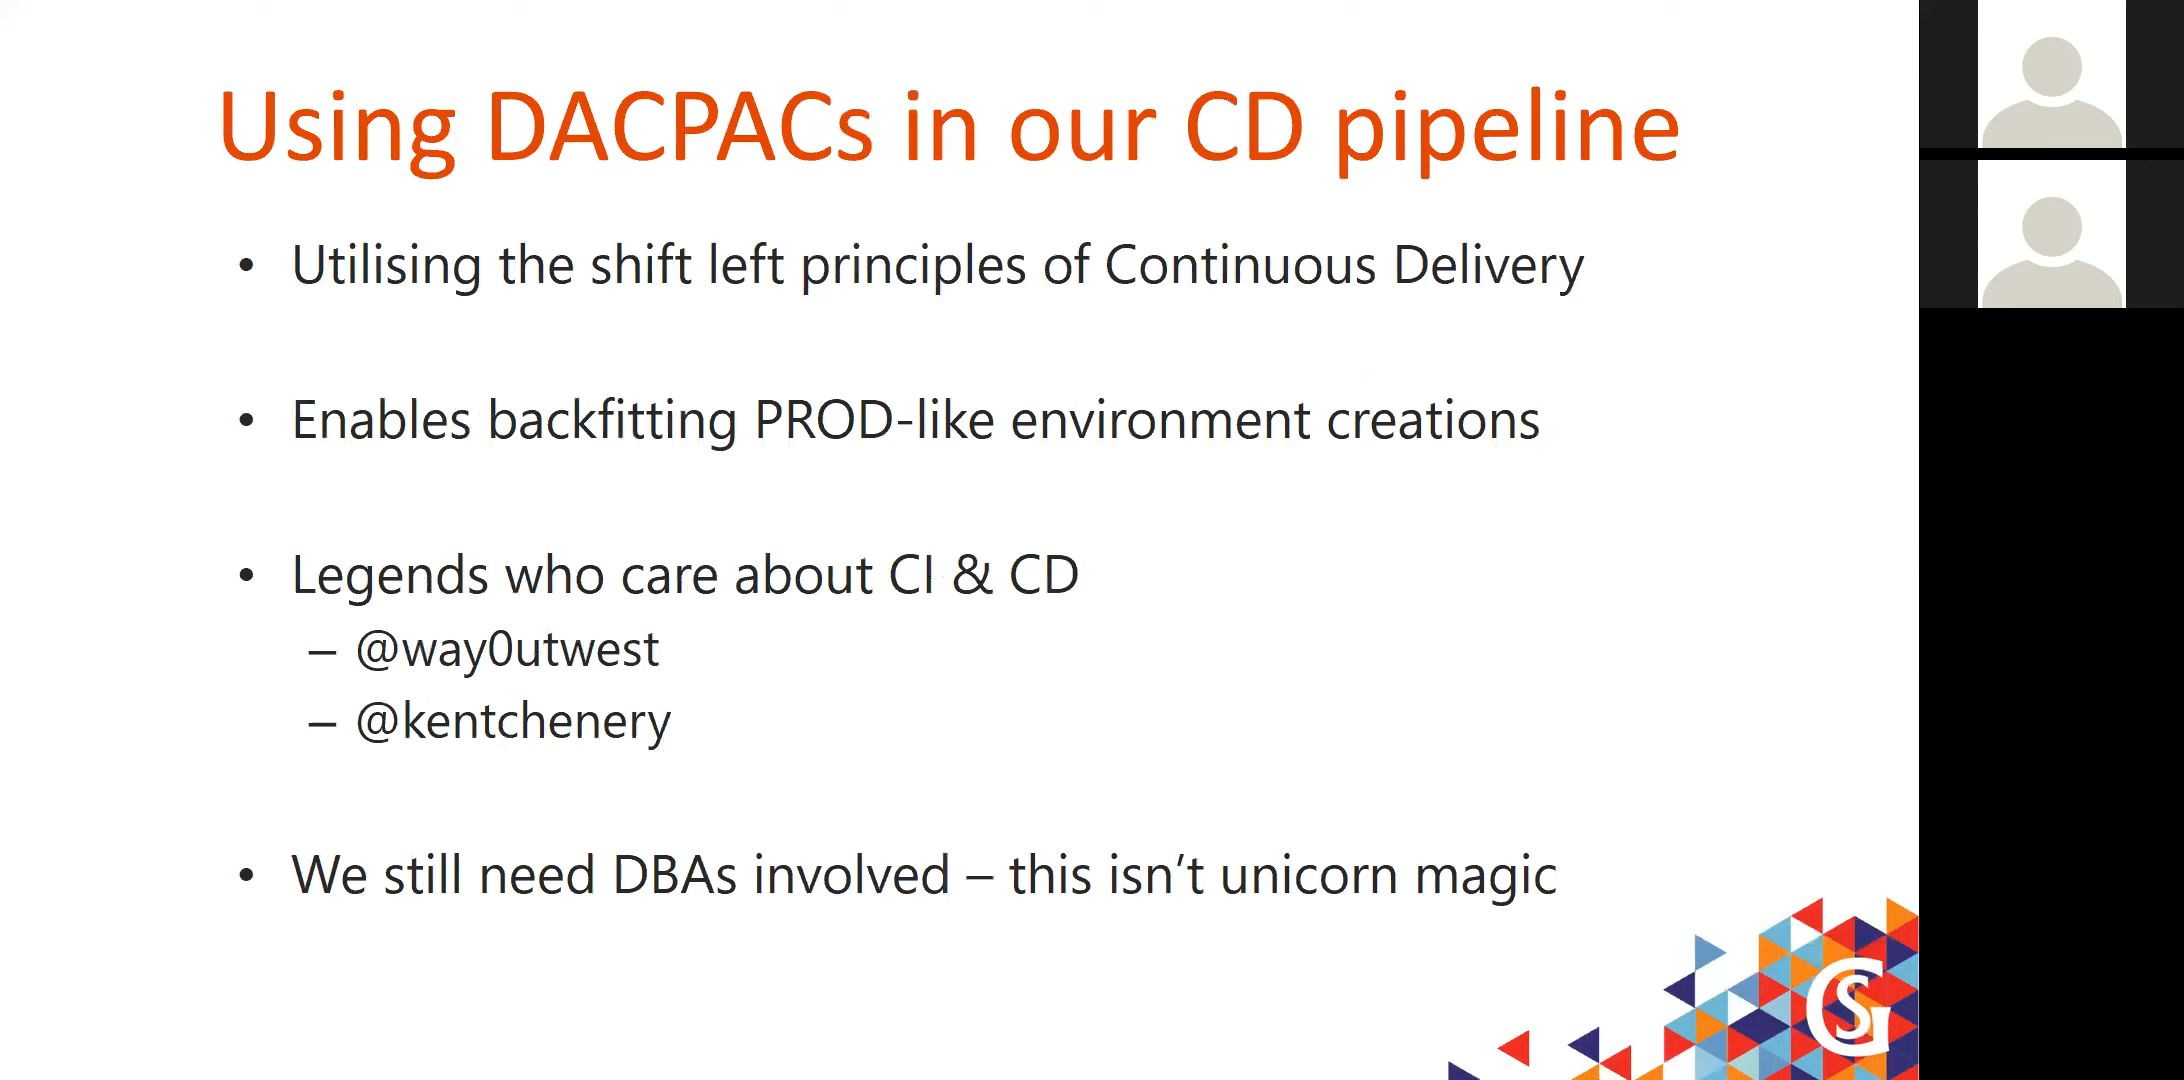 Using DACPACs in our CD pipeline
• Utilising the shift left principles of Continuous Delivery
• Enables backfitting PROD-like environment creations
• Legends who care about CI & CD
– @way0utwest
– @kentchenery
• We still need DBAs involved – this isn’t unicorn magic
GS